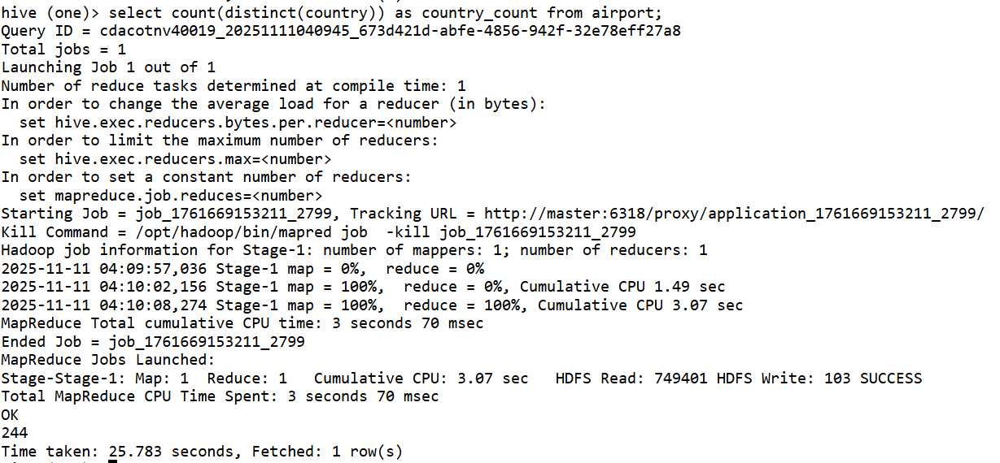 hive (one)> select count(distinct(country)) as country_count from airport;
Query ID = cdacotnv40019_20251111040945_673d421d-abfe-4856-942f-32e78eff27a8
Total jobs = 1
Launching Job 1 out of 1
Number of reduce tasks determined at compile time: 1
In order to change the average load for a reducer (in bytes):
  set hive.exec.reducers.bytes.per.reducer=<number>
In order to limit the maximum number of reducers:
  set hive.exec.reducers.max=<number>
In order to set a constant number of reducers:
  set mapreduce.job.reduces=<number>
Starting Job = job_1761669153211_2799, Tracking URL = http://master:6318/proxy/application_1761669153211_2799/
Kill Command = /opt/hadoop/bin/mapred job  -kill job_1761669153211_2799
Hadoop job information for Stage-1: number of mappers: 1; number of reducers: 1
2025-11-11 04:09:57,036 Stage-1 map = 0%,  reduce = 0%
2025-11-11 04:10:02,156 Stage-1 map = 100%,  reduce = 0%, Cumulative CPU 1.49 sec
2025-11-11 04:10:08,274 Stage-1 map = 100%,  reduce = 100%, Cumulative CPU 3.07 sec
MapReduce Total cumulative CPU time: 3 seconds 70 msec
Ended Job = job_1761669153211_2799
MapReduce Jobs Launched:
Stage-Stage-1: Map: 1  Reduce: 1   Cumulative CPU: 3.07 sec   HDFS Read: 749401 HDFS Write: 103 SUCCESS
Total MapReduce CPU Time Spent: 3 seconds 70 msec
OK
244
Time taken: 25.783 seconds, Fetched: 1 row(s)